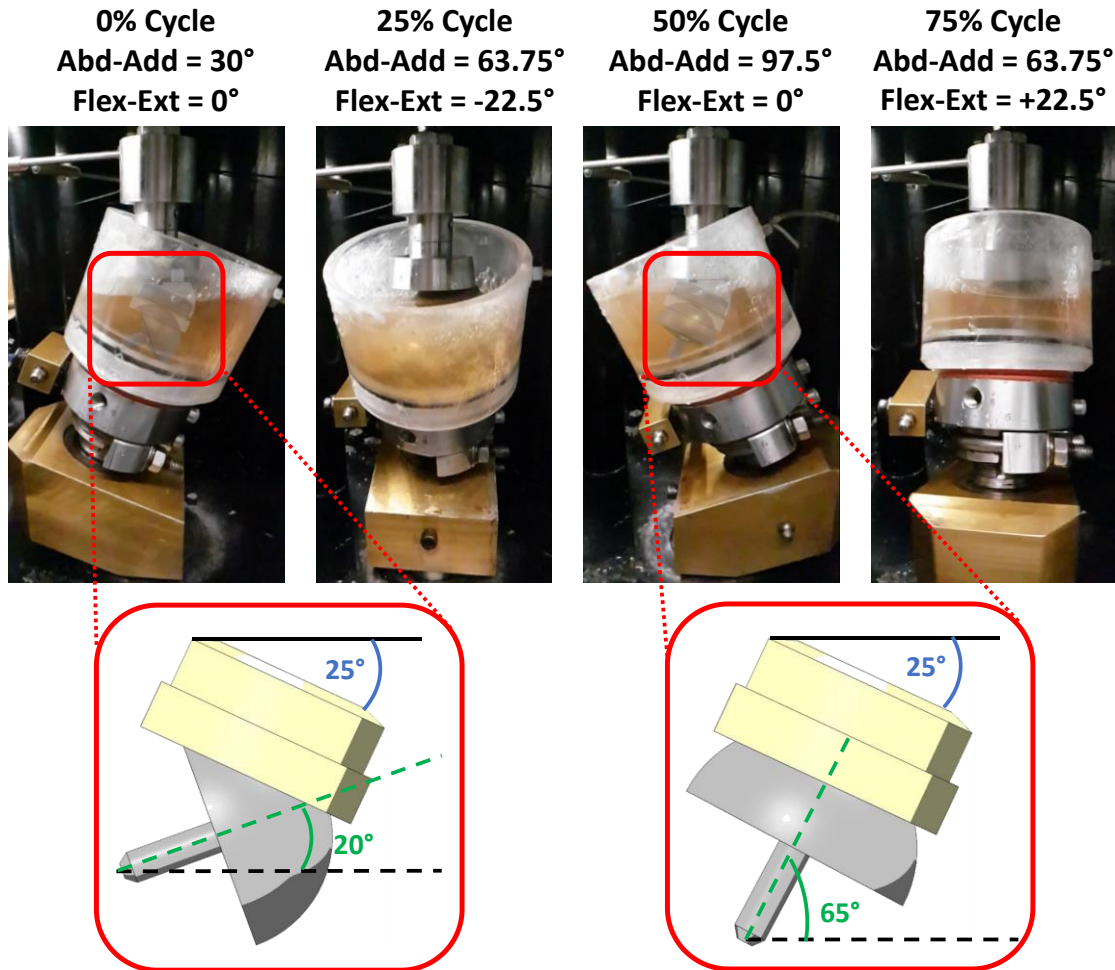 0% Cycle
Abd-Add = 30°
Flex-Ext = 0°
25% Cycle
Abd-Add = 63.75°
Flex-Ext = -22.5°
50% Cycle
Abd-Add = 97.5°
Flex-Ext = 0°
75% Cycle
Abd-Add = 63.75°
Flex-Ext = +22.5°
25°
20°
25°
65°